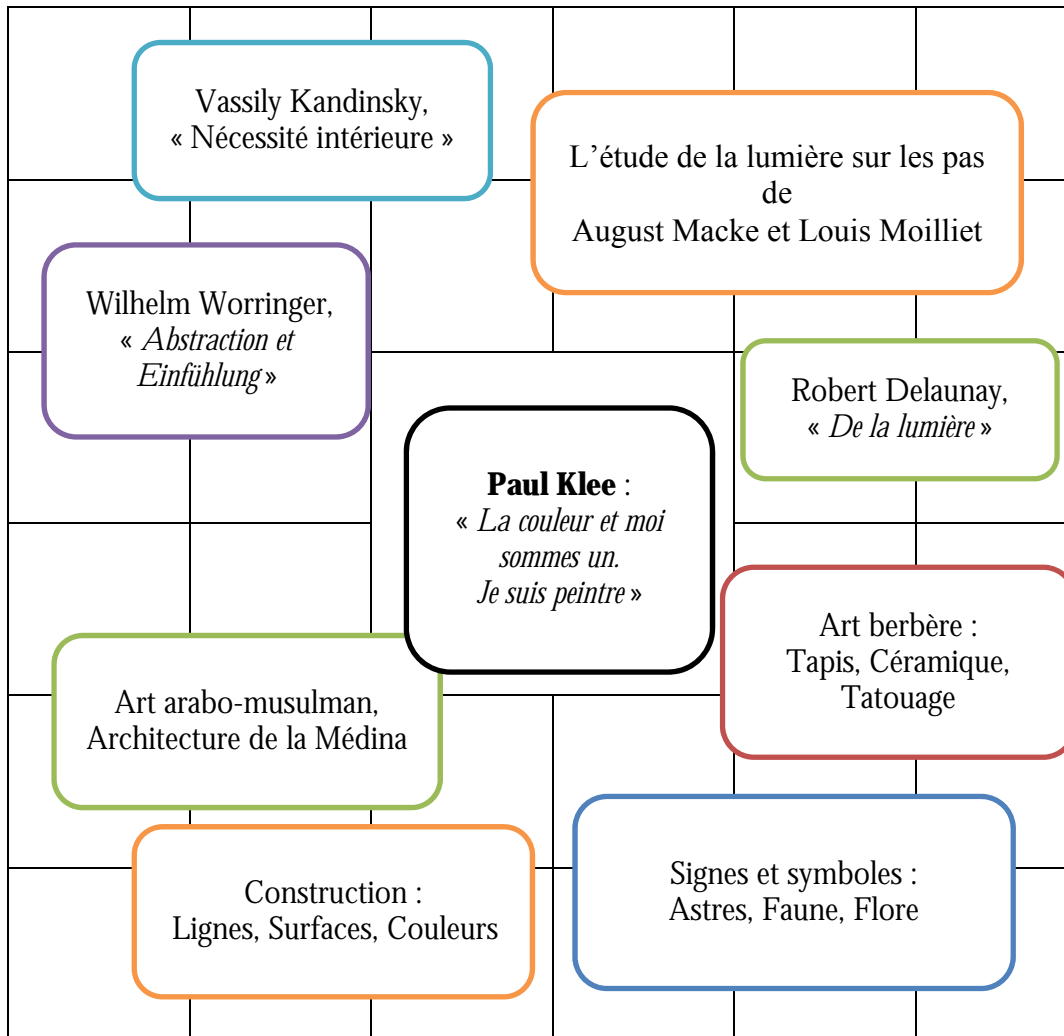 Vassily Kandinsky,
« Nécessité intérieure »
L’étude de la lumière sur les pas
de
August Macke et Louis Moilliet
Wilhelm Worringer,
« Abstraction et
Einfühlung »
Robert Delaunay,
« De la lumière »
Paul Klee :
« La couleur et moi
sommes un.
Je suis peintre »
Art berbère :
Tapis, Céramique,
Tatouage
Art arabo-musulman,
Architecture de la Médina
Signes et symboles :
Astres, Faune, Flore
Construction :
Lignes, Surfaces, Couleurs